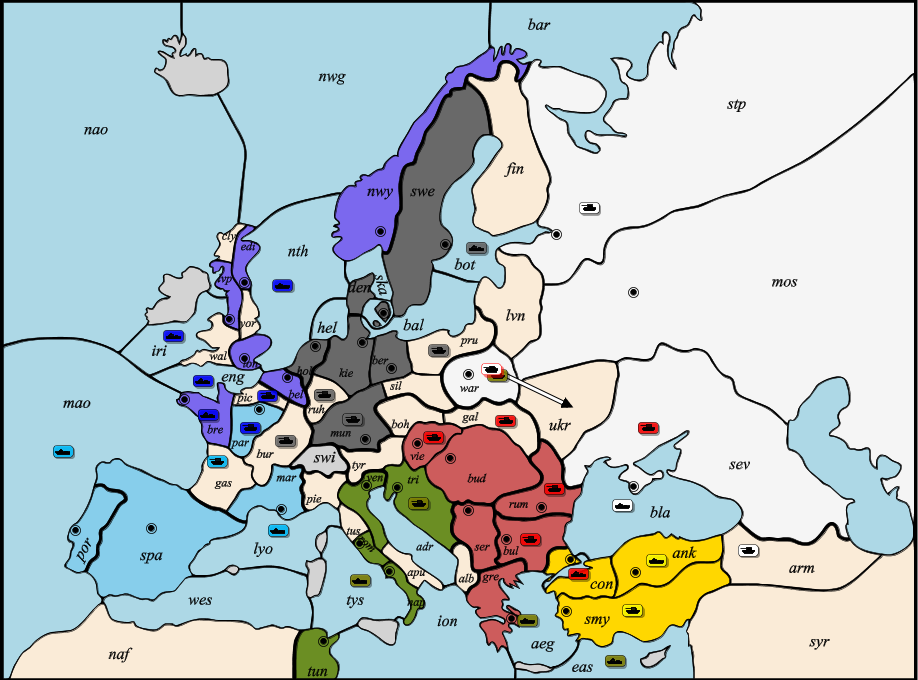 bar
nwg
stp
nao
fin
nwy
swe
cly
edi
nth
bot
mos
lvp
den
ska
lvn
yor
hel
bal
iri
wal
hol
kie
ber
pru
lon
war
eng
bel
sil
mao
pic
ruh
ukr
bre
par
mun
boh
gal
bur
vie
swi
tyr
sev
gas
mar
ven
tri
bud
pie
rum
bla
por
spa
lyo
tus
rom
adr
ser
bul
ank
apu
alb
gre
con
arm
wes
tys
nap
ion
smy
aeg
syr
naf
tun
eas